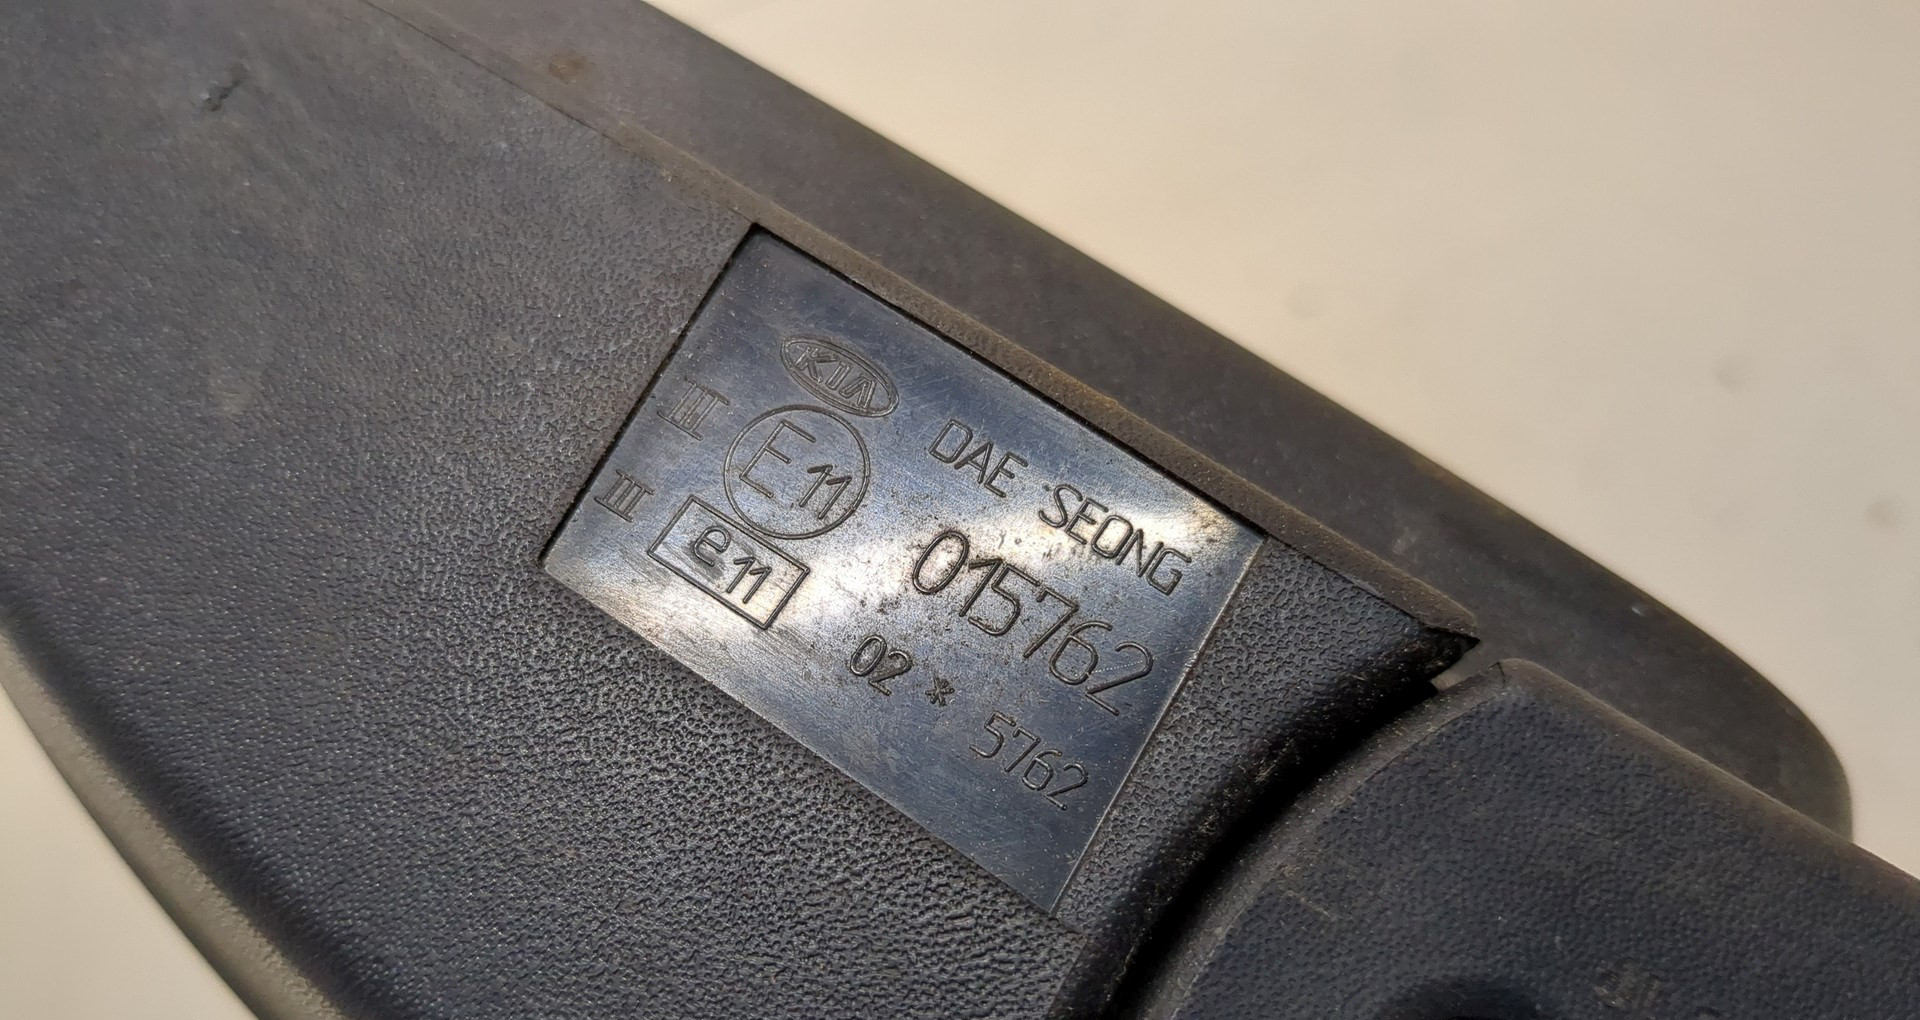 KIA
III E11 DAE SEONG
III e11 015762
02 * 5762